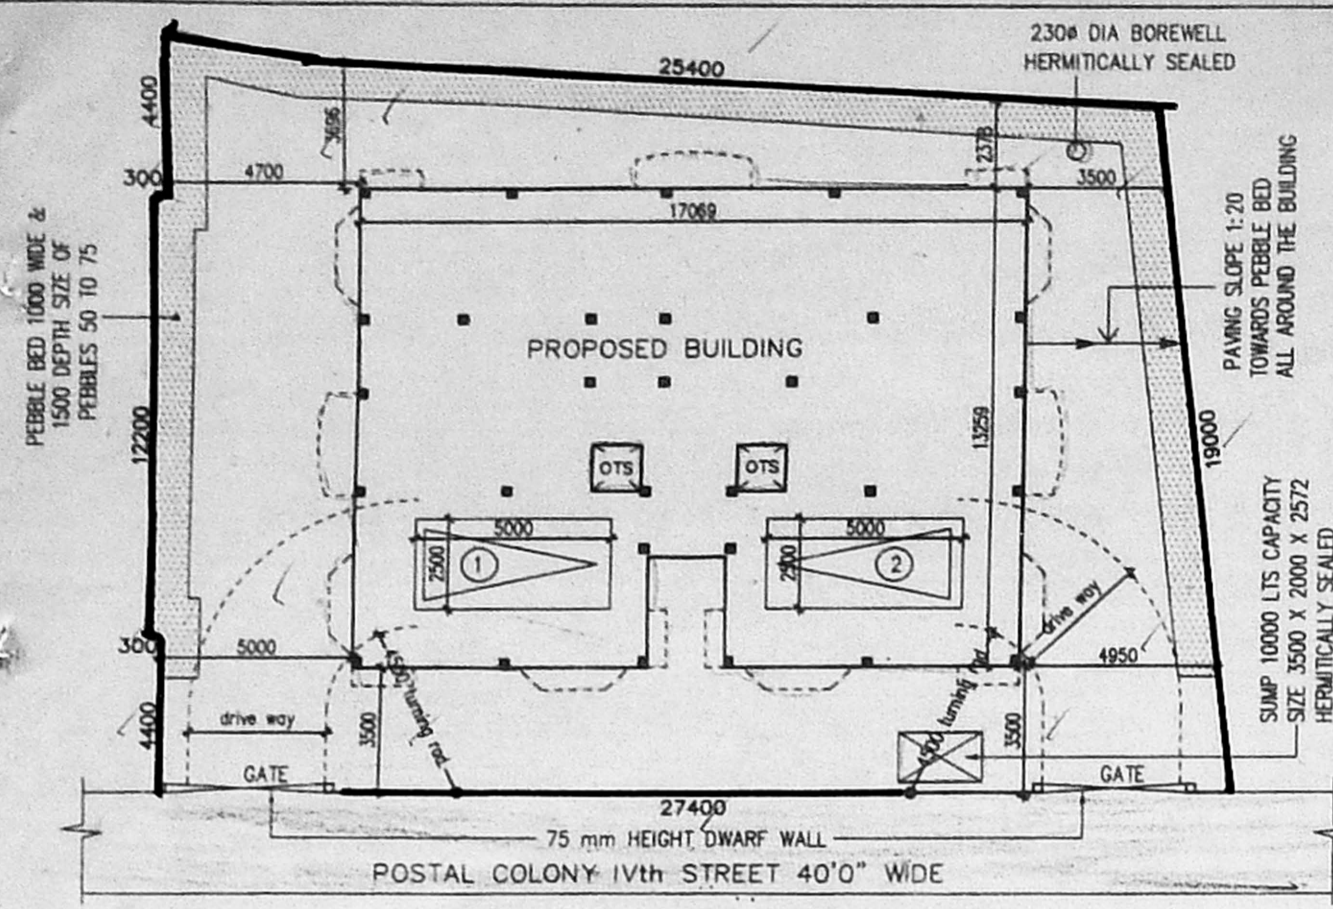 230ø DIA BOREWELL
HERMITICALLY SEALED
25400
4400
3696
2378
300
4700
3500
17069
PEBBLE BED 1000 WIDE &
1500 DEPTH SIZE OF
PEBBLES 50 TO 75
PAVING SLOPE 1:20
TOWARDS PEBBLE BED
ALL AROUND THE BUILDING
PROPOSED BUILDING
12200
13259
19000
OTS
OTS
5000
5000
2500
1
2500
2
drive way
SUMP 10000 LTS CAPACITY
SIZE 3500 X 2000 X 2572
HERMITICALLY SEALED
300
5000
4950
4500 turning rad
4500 turning rad
4400
drive way
3500
3500
GATE
GATE
27400
75 mm HEIGHT DWARF WALL
POSTAL COLONY IVth STREET 40'0" WIDE